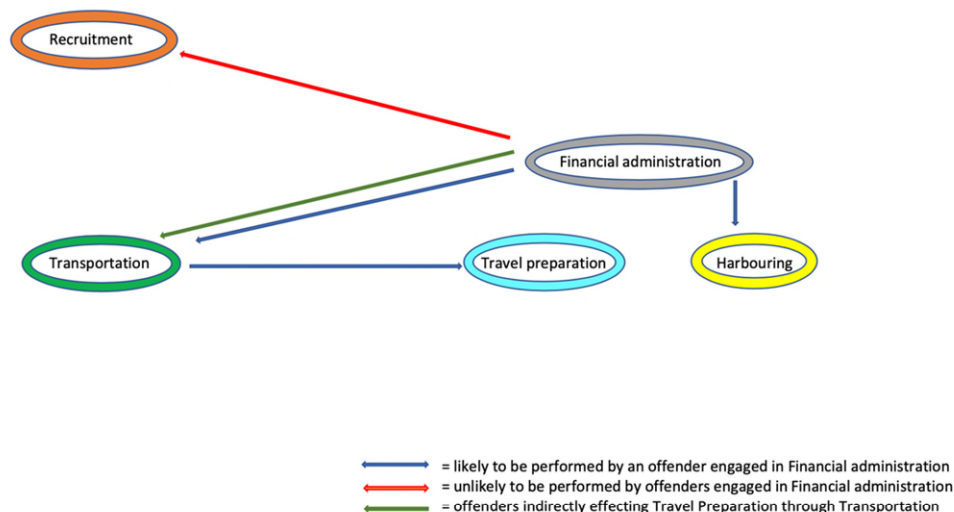 Recruitment
Financial administration
Transportation
Travel preparation
Harbouring
= likely to be performed by an offender engaged in Financial administration
= unlikely to be performed by offenders engaged in Financial administration
= offenders indirectly effecting Travel Preparation through Transportation